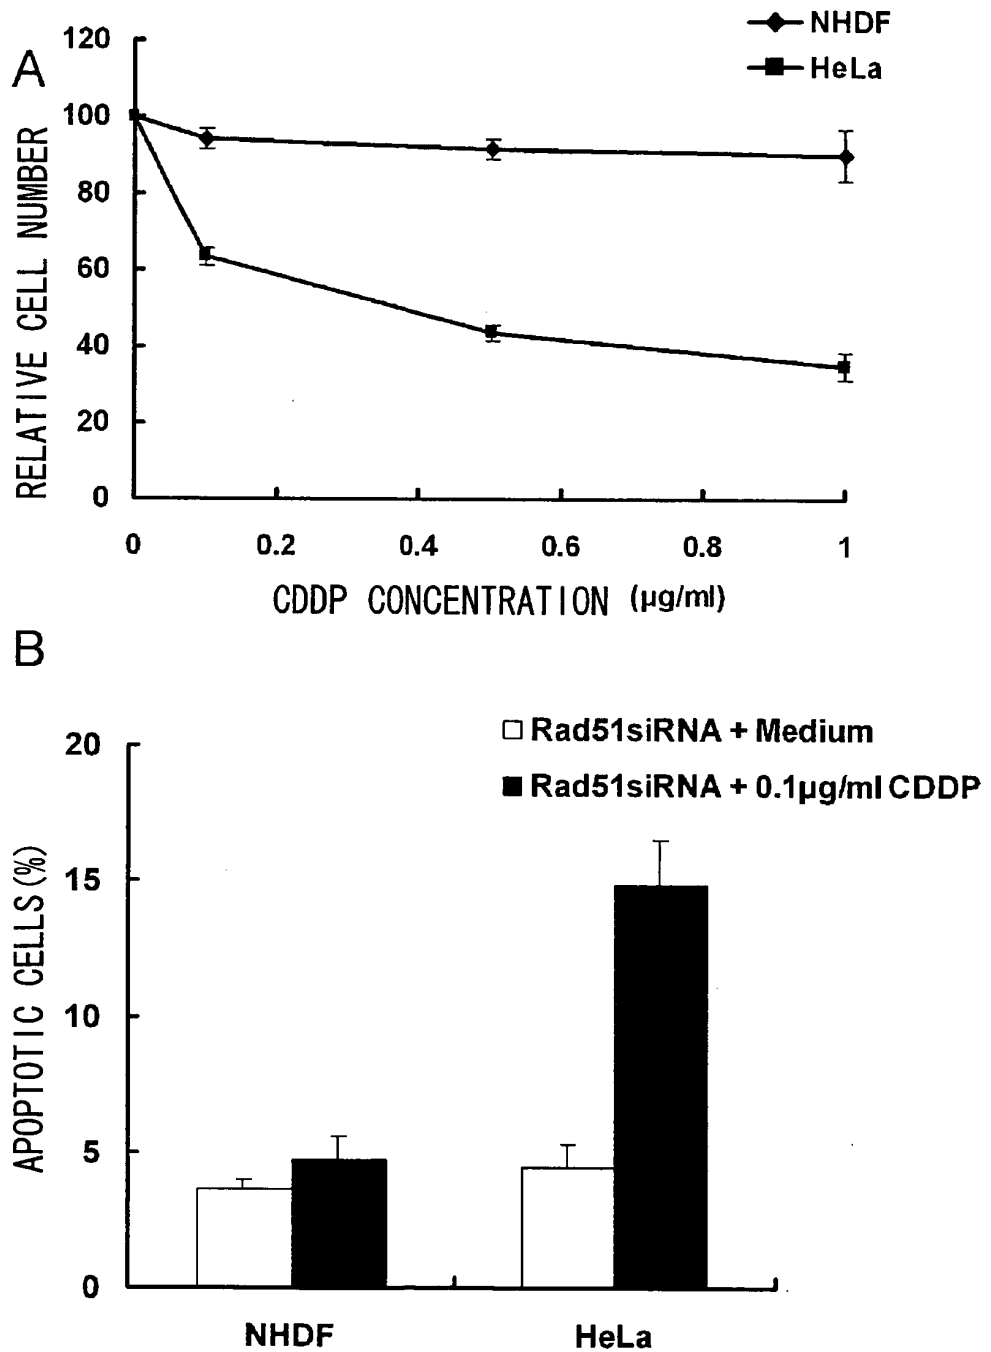 A
NHDF
HeLa
RELATIVE CELL NUMBER
120
100
80
60
40
20
0
0 0.2 0.4 0.6 0.8 1
CDDP CONCENTRATION (µg/ml)
B
Rad51siRNA + Medium
Rad51siRNA + 0.1µg/ml CDDP
APOPTOTIC CELLS(%)
20
15
10
5
0
NHDF HeLa